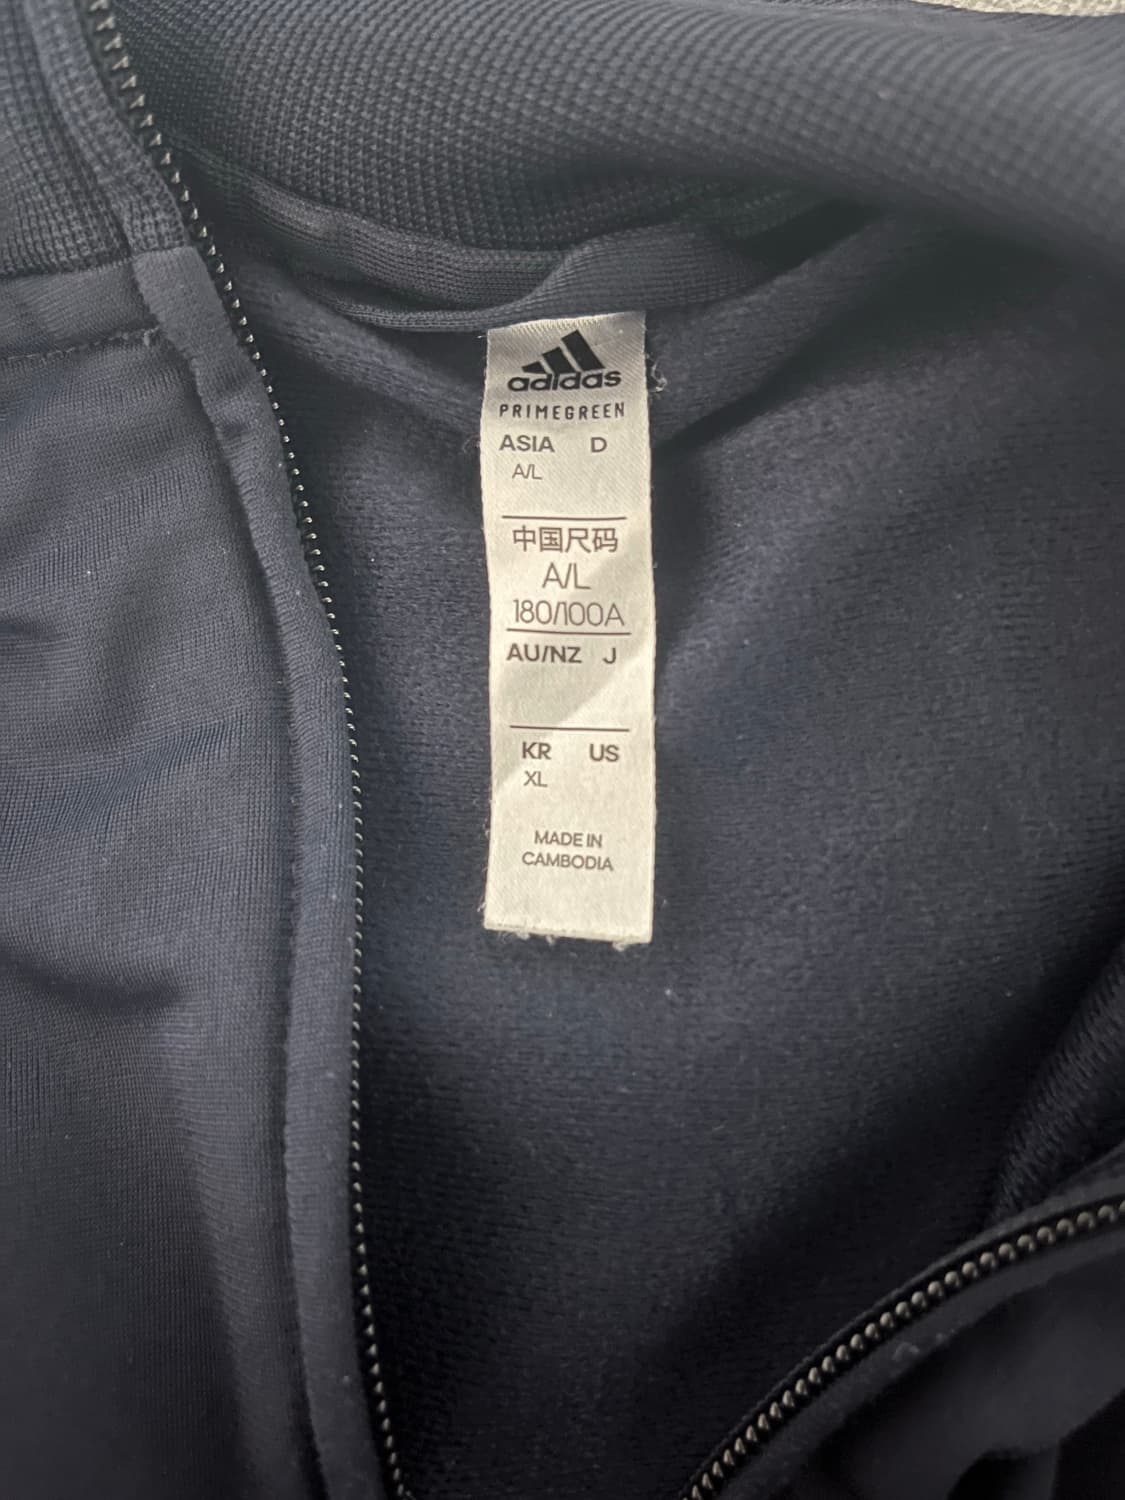 adidas
PRIMEGREEN
ASIA D
A/L
中国尺码
A/L
180/100A
AU/NZ J
KR US
XL
MADE IN
CAMBODIA